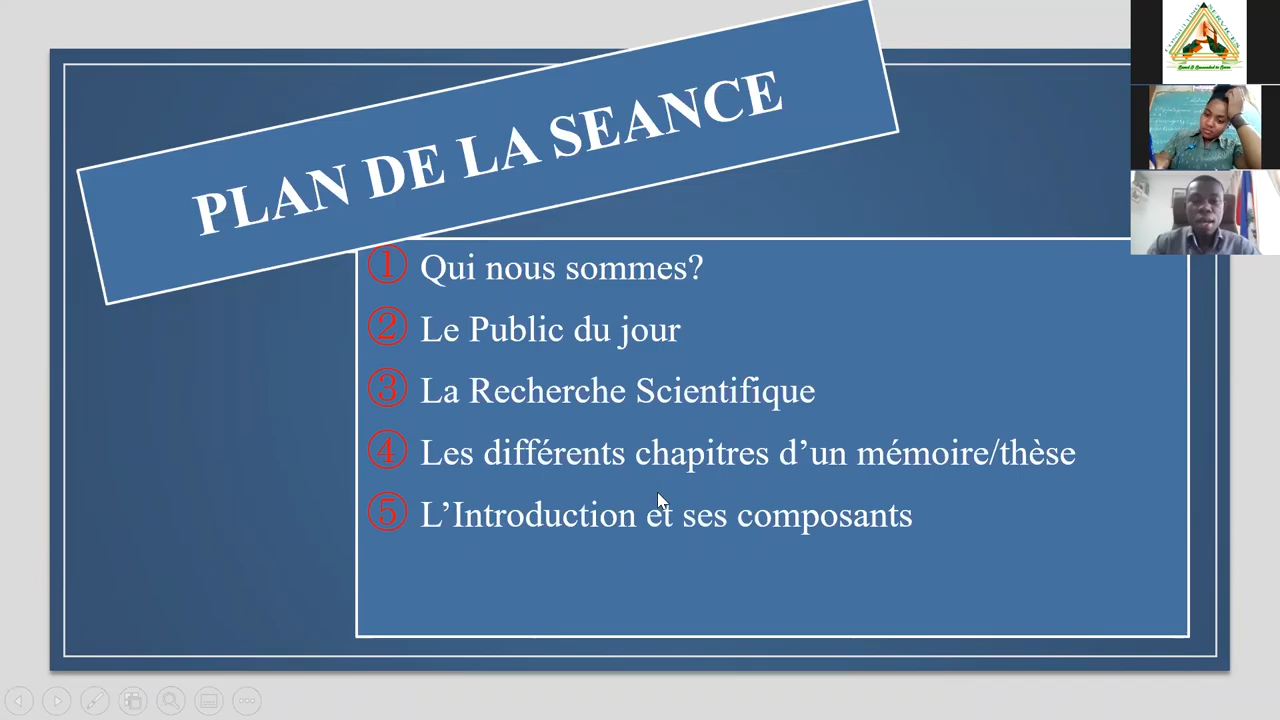 PLAN DE LA SEANCE
① Qui nous sommes?
② Le Public du jour
③ La Recherche Scientifique
④ Les différents chapitres d’un mémoire/thèse
⑤ L’Introduction et ses composants